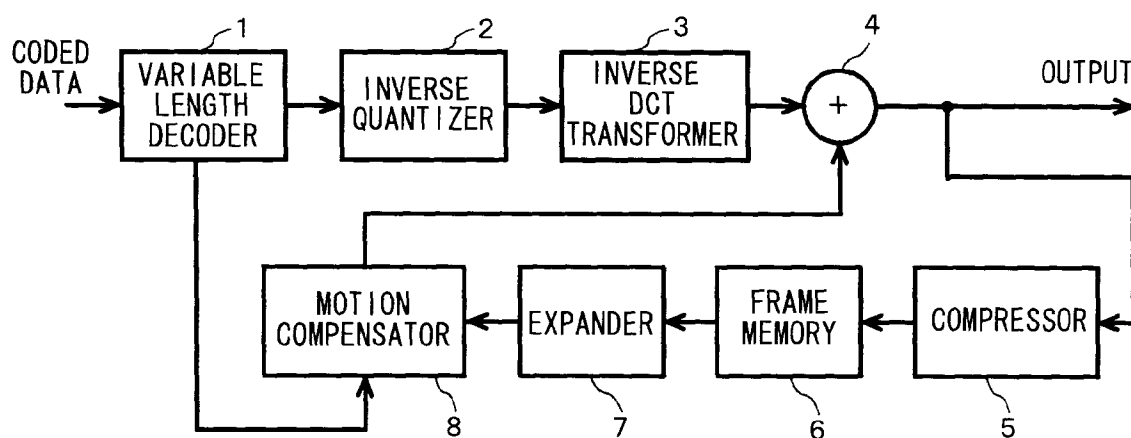 1
2
3
4
CODED
DATA
VARIABLE
LENGTH
DECODER
INVERSE
QUANTIZER
INVERSE
DCT
TRANSFORMER
+
OUTPUT
MOTION
COMPENSATOR
EXPANDER
FRAME
MEMORY
COMPRESSOR
8
7
6
5